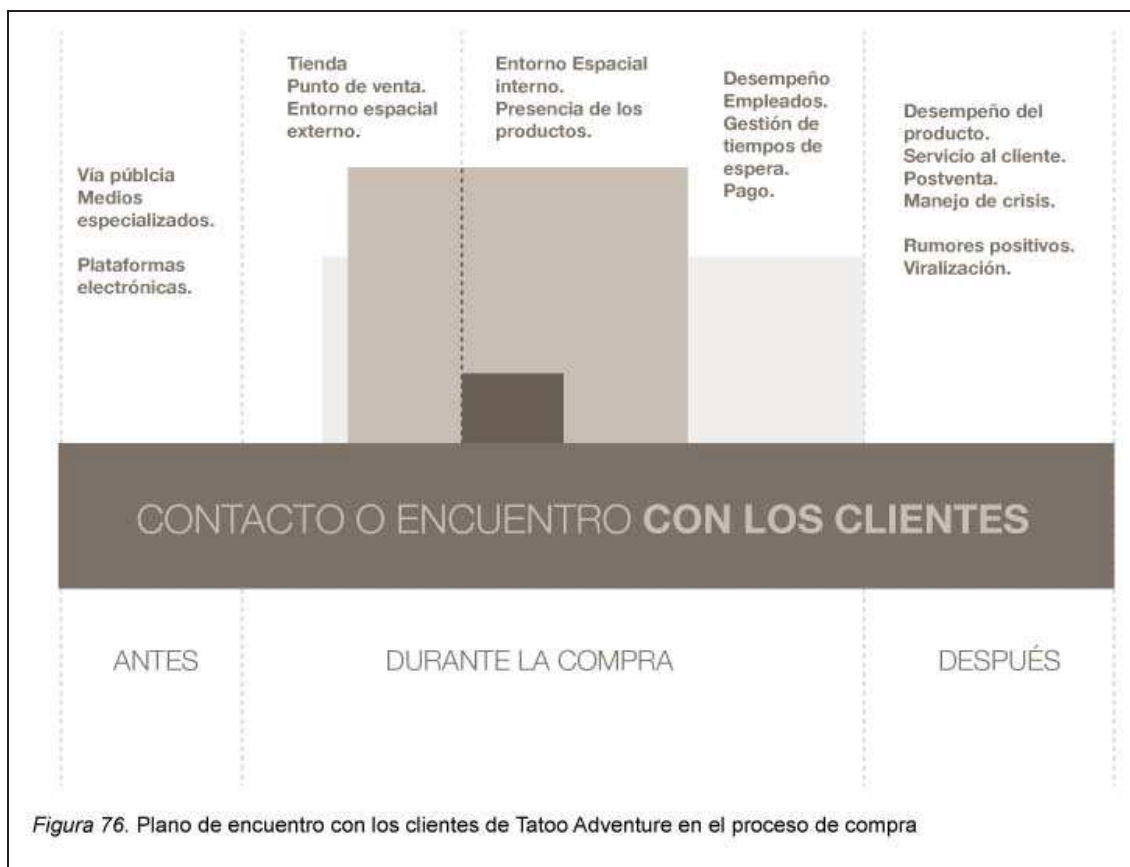 Vía públcia
Medios
especializados.
Plataformas
electrónicas.
Tienda
Punto de venta.
Entorno espacial
externo.
Entorno Espacial
interno.
Presencia de los
productos.
Desempeño
Empleados.
Gestión de
tiempos de
espera.
Pago.
Desempeño del
producto.
Servicio al cliente.
Postventa.
Manejo de crisis.
Rumores positivos.
Viralización.
CONTACTO O ENCUENTRO CON LOS CLIENTES
ANTES
DURANTE LA COMPRA
DESPUÉS
Figura 76. Plano de encuentro con los clientes de Tatoo Adventure en el proceso de compra